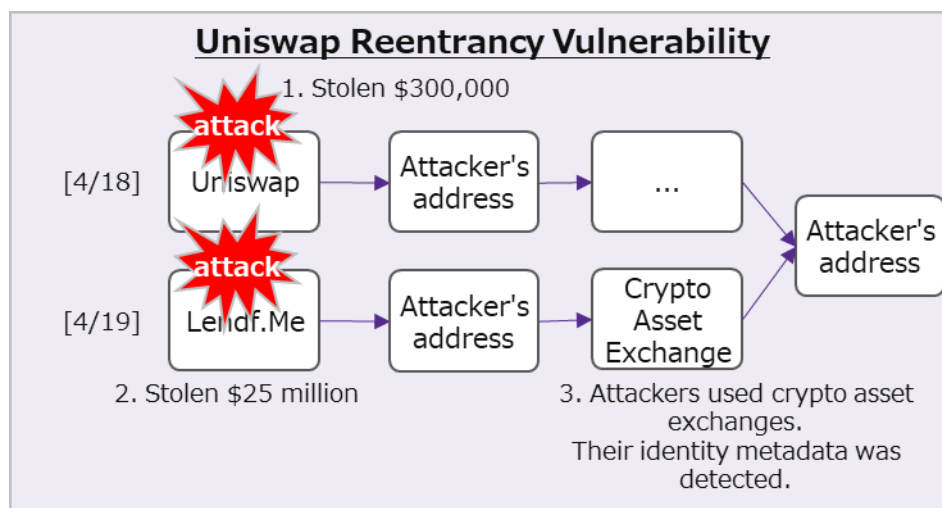 Uniswap Reentrancy Vulnerability
1. Stolen $300,000
attack
[4/18]
Uniswap
Attacker's
address
...
Attacker's
address
attack
[4/19]
Lendf.Me
Attacker's
address
Crypto
Asset
Exchange
2. Stolen $25 million
3. Attackers used crypto asset
exchanges.
Their identity metadata was
detected.